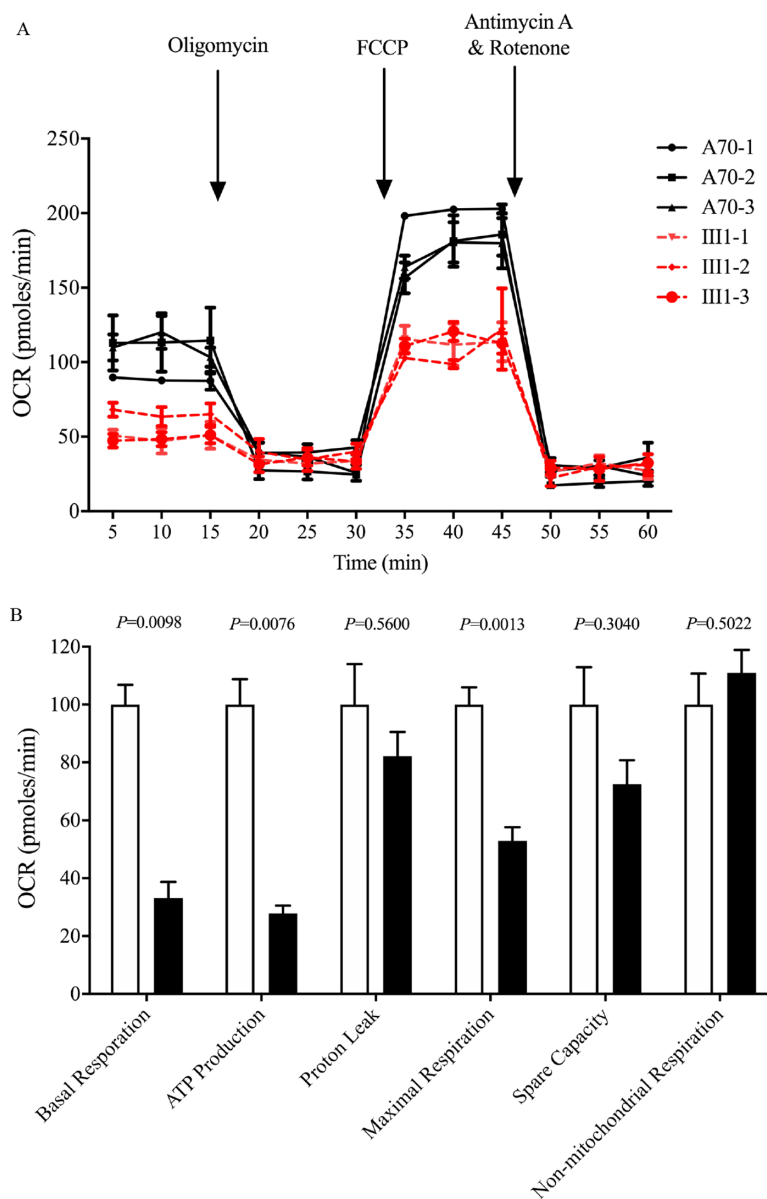 A
Oligomycin
FCCP
Antimycin A
& Rotenone
250
200
150
100
50
0
OCR (pmoles/min)
5 10 15 20 25 30 35 40 45 50 55 60
Time (min)
A70-1
A70-2
A70-3
III1-1
III1-2
III1-3
B
P=0.0098 P=0.0076 P=0.5600 P=0.0013 P=0.3040 P=0.5022
120
100
80
60
40
20
0
OCR (pmoles/min)
Basal Resporation
ATP Production
Proton Leak
Maximal Respiration
Spare Capacity
Non-mitochondrial Respiration